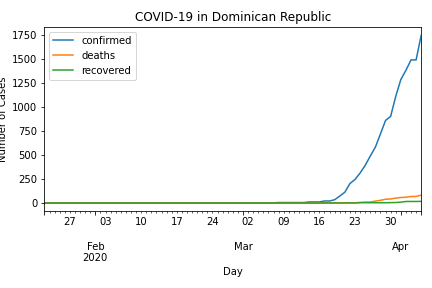 COVID-19 in Dominican Republic
1750
1500
1250
1000
750
500
250
0
Number of Cases
confirmed
deaths
recovered
27 03 10 17 24 02 09 16 23 30
Feb Mar Apr
2020
Day